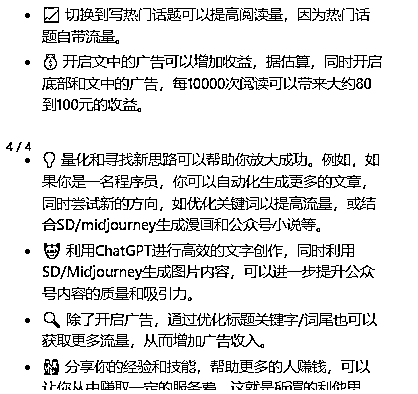 切换到写热门话题可以提高阅读量，因为热门话
题自带流量。
开启文中的广告可以增加收益，据估算，同时开启
底部和文中的广告，每10000次阅读可以带来大约80
到100元的收益。
4 / 4
量化和寻找新思路可以帮助你放大成功。例如，如
果你是一名程序员，你可以自动化生成更多的文章，
同时尝试新的方向，如优化关键词以提高流量，或结
合SD/midjourney生成漫画和公众号小说等。
利用ChatGPT进行高效的文字创作，同时利用
SD/Midjourney生成图片内容，可以进一步提升公众
号内容的质量和吸引力。
除了开启广告，通过优化标题关键字/词尾也可以
获取更多流量，从而增加广告收入。
分享你的经验和技能，帮助更多的人赚钱，可以
让你从中赚取一定的服务费，这就是所谓的利他思